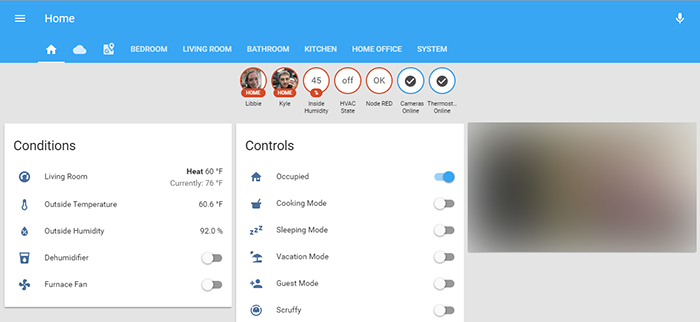 Home
BEDROOM LIVING ROOM BATHROOM KITCHEN HOME OFFICE SYSTEM
45 off OK
HOME HOME %
Libbie Kyle Inside Humidity HVAC State Node RED Cameras Online Thermost... Online
Conditions
Living Room Heat 60 °F
Currently: 76 °F
Outside Temperature 60.6 °F
Outside Humidity 92.0 %
Dehumidifier
Furnace Fan
Controls
Occupied
Cooking Mode
Sleeping Mode
Vacation Mode
Guest Mode
Scruffy